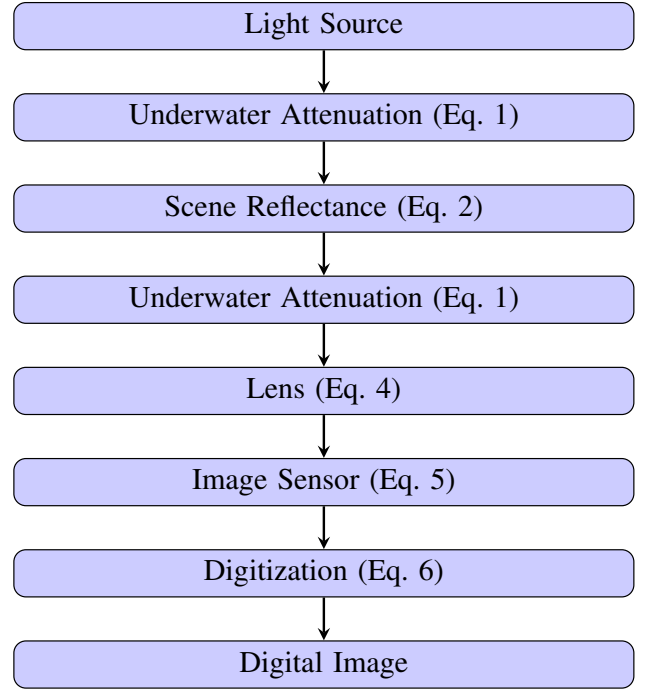 Light Source
Underwater Attenuation (Eq. 1)
Scene Reflectance (Eq. 2)
Underwater Attenuation (Eq. 1)
Lens (Eq. 4)
Image Sensor (Eq. 5)
Digitization (Eq. 6)
Digital Image